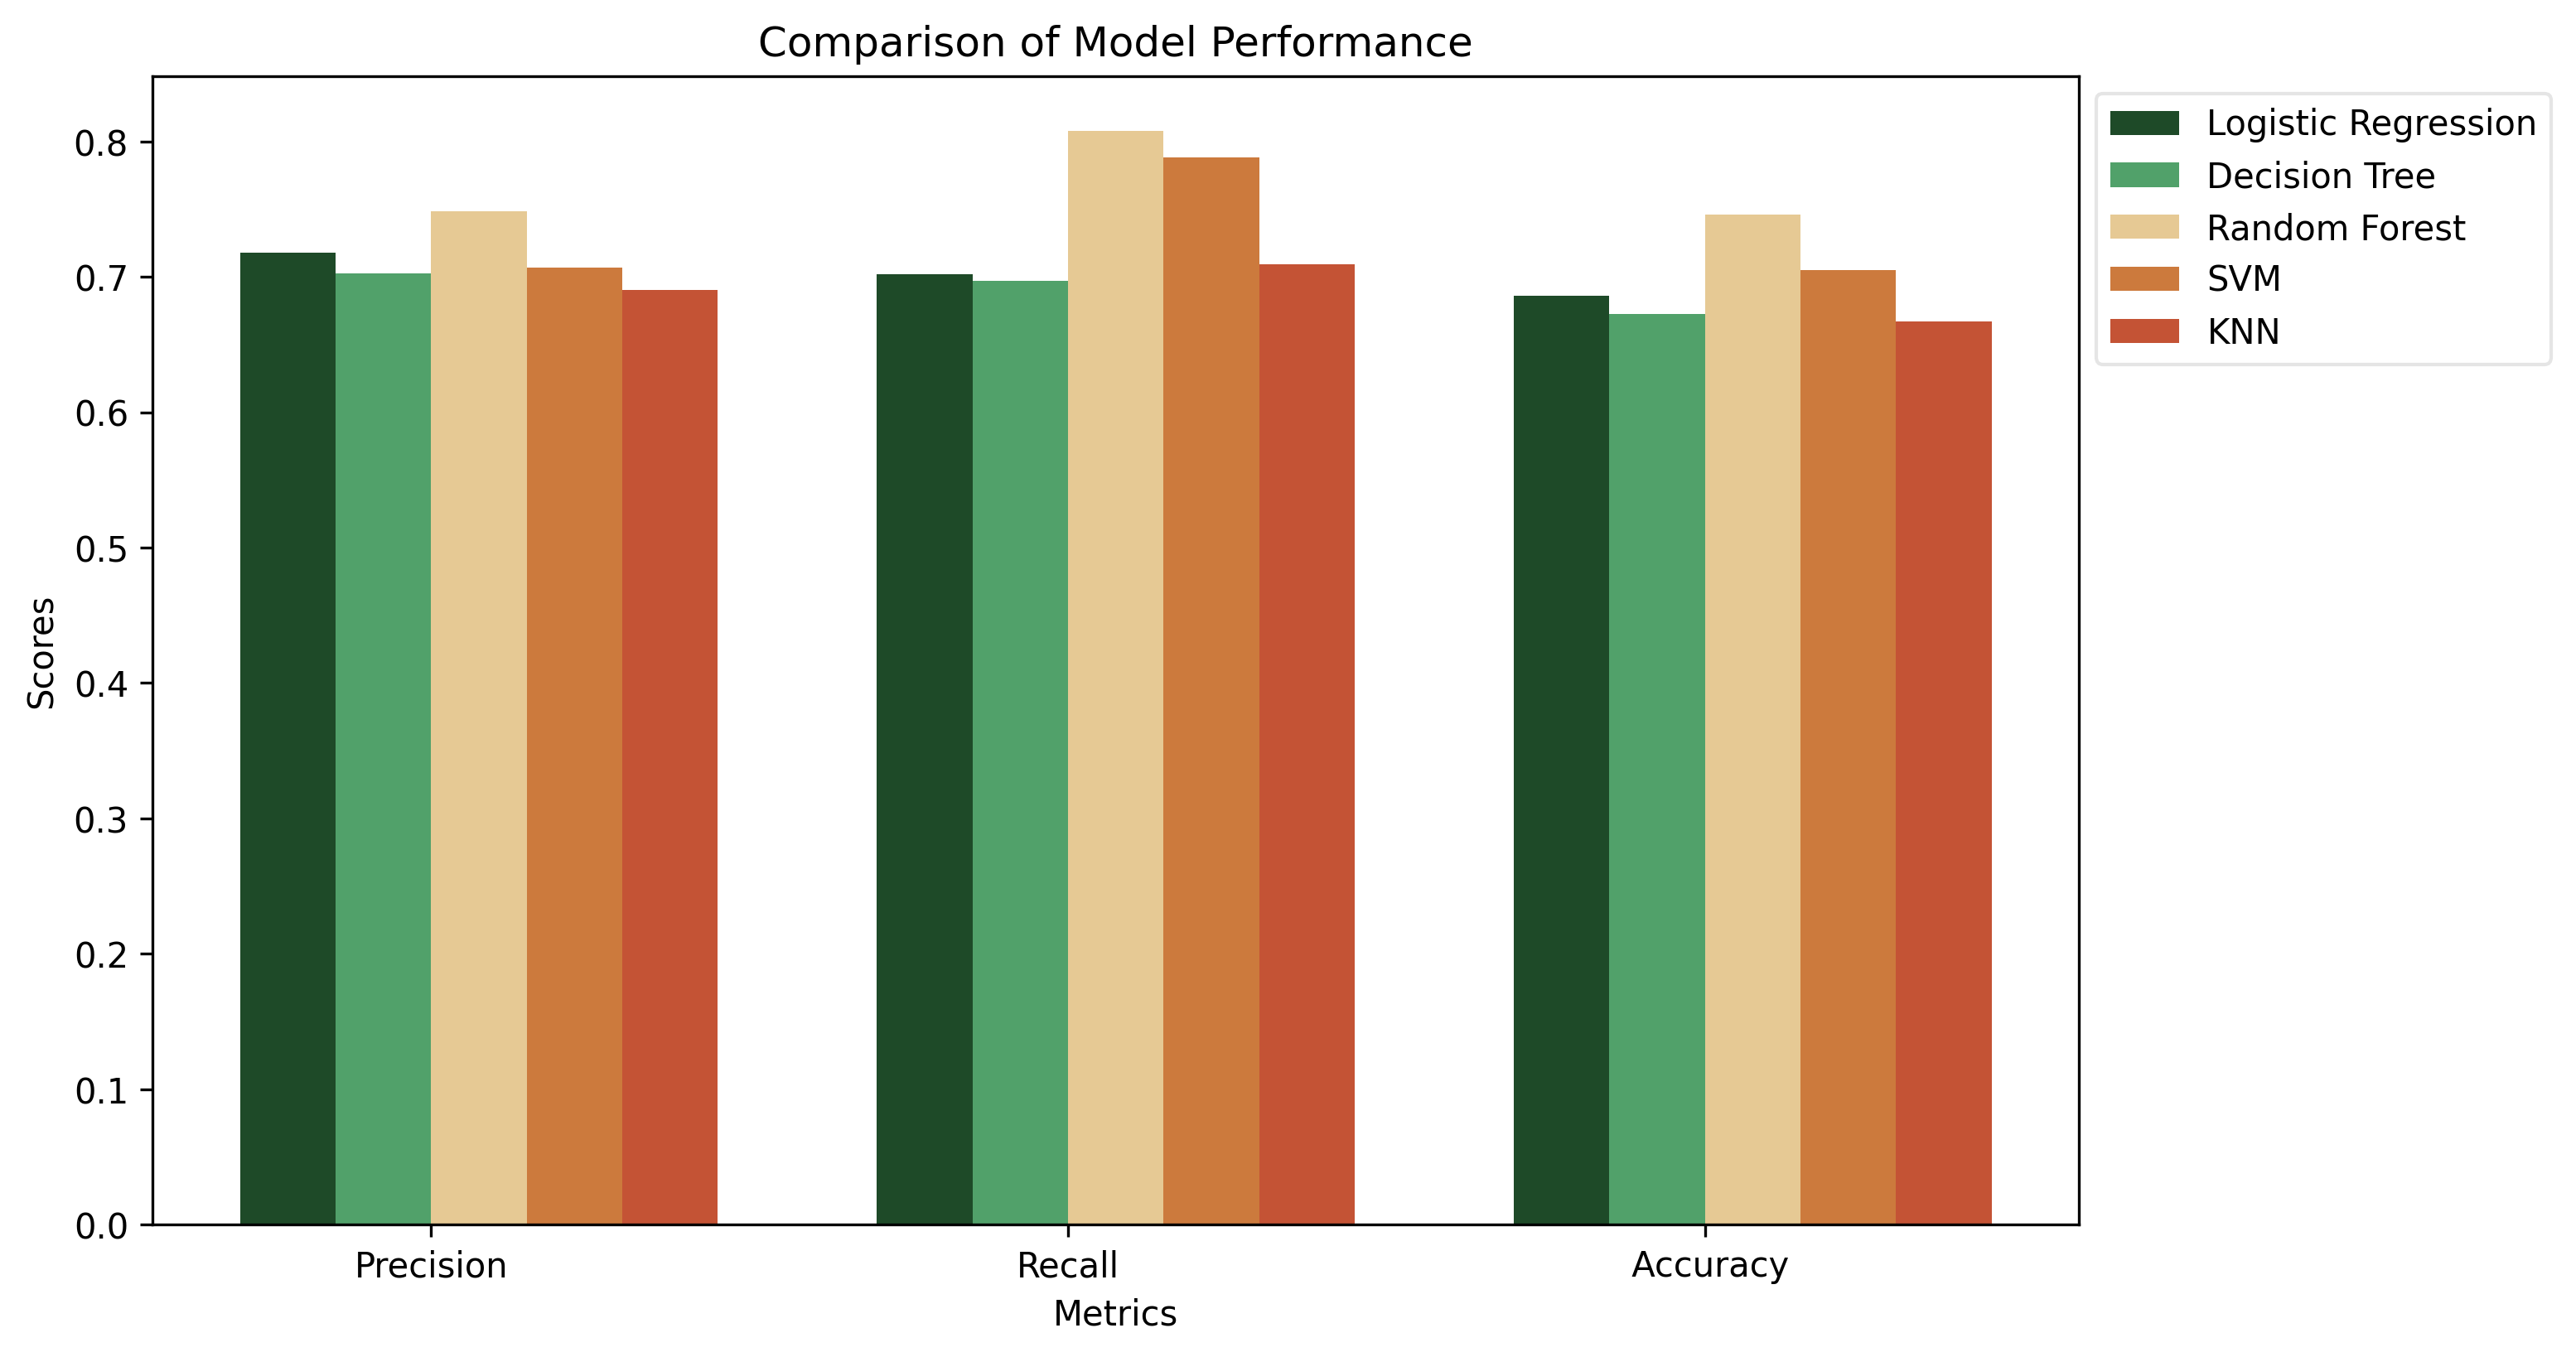 Comparison of Model Performance
Logistic Regression
Decision Tree
Random Forest
SVM
KNN
Scores
0.8
0.7
0.6
0.5
0.4
0.3
0.2
0.1
0.0
Precision
Recall
Accuracy
Metrics